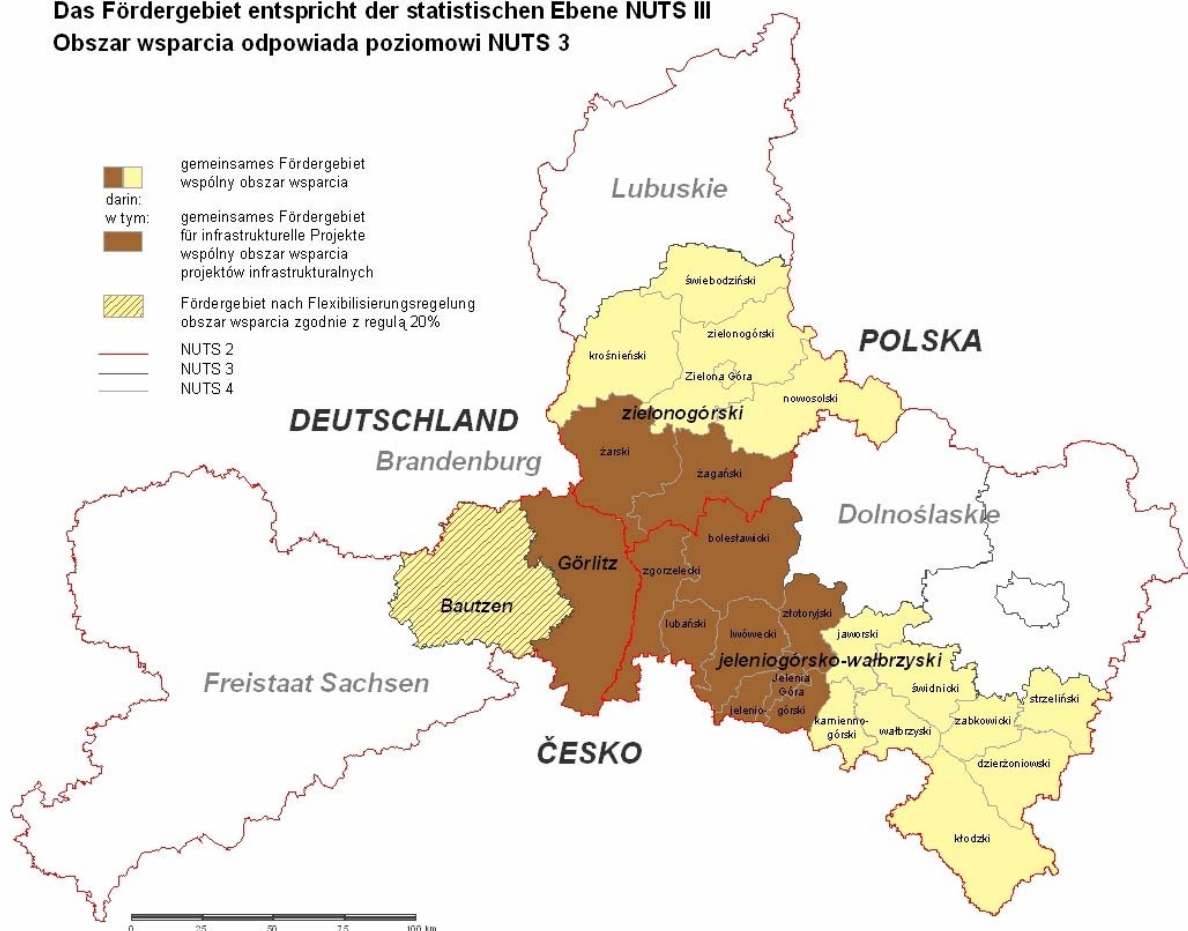 Das Fördergebiet entspricht der statistischen Ebene NUTS III
Obszar wsparcia odpowiada poziomowi NUTS 3
gemeinsames Fördergebiet
wspólny obszar wsparcia
darin:
w tym:
gemeinsames Fördergebiet
für infrastrukturelle Projekte
wspólny obszar wsparcia
projektów infrastrukturalnych
Fördergebiet nach Flexibilisierungsregelung
obszar wsparcia zgodnie z regułą 20%
NUTS 2
NUTS 3
NUTS 4
Lubuskie
świebodziński
zielonogórski
krośnieński
Zielona Góra
nowosolski
POLSKA
zielonogórski
DEUTSCHLAND
Brandenburg
żarski
żagański
Dolnoślaskie
bolesławicki
Görlitz
zgorzelecki
Bautzen
lubański
lwówecki
złotoryjski
jaworski
jeleniogórsko-wałbrzyski
Freistaat Sachsen
Jelenia
Góra
jelenio-
górski
świdnicki
strzeliński
kamienno-
górski
wałbrzyski
ząbkowicki
dzierżoniowski
ČESKO
kłodzki
0 25 50 75 100 km